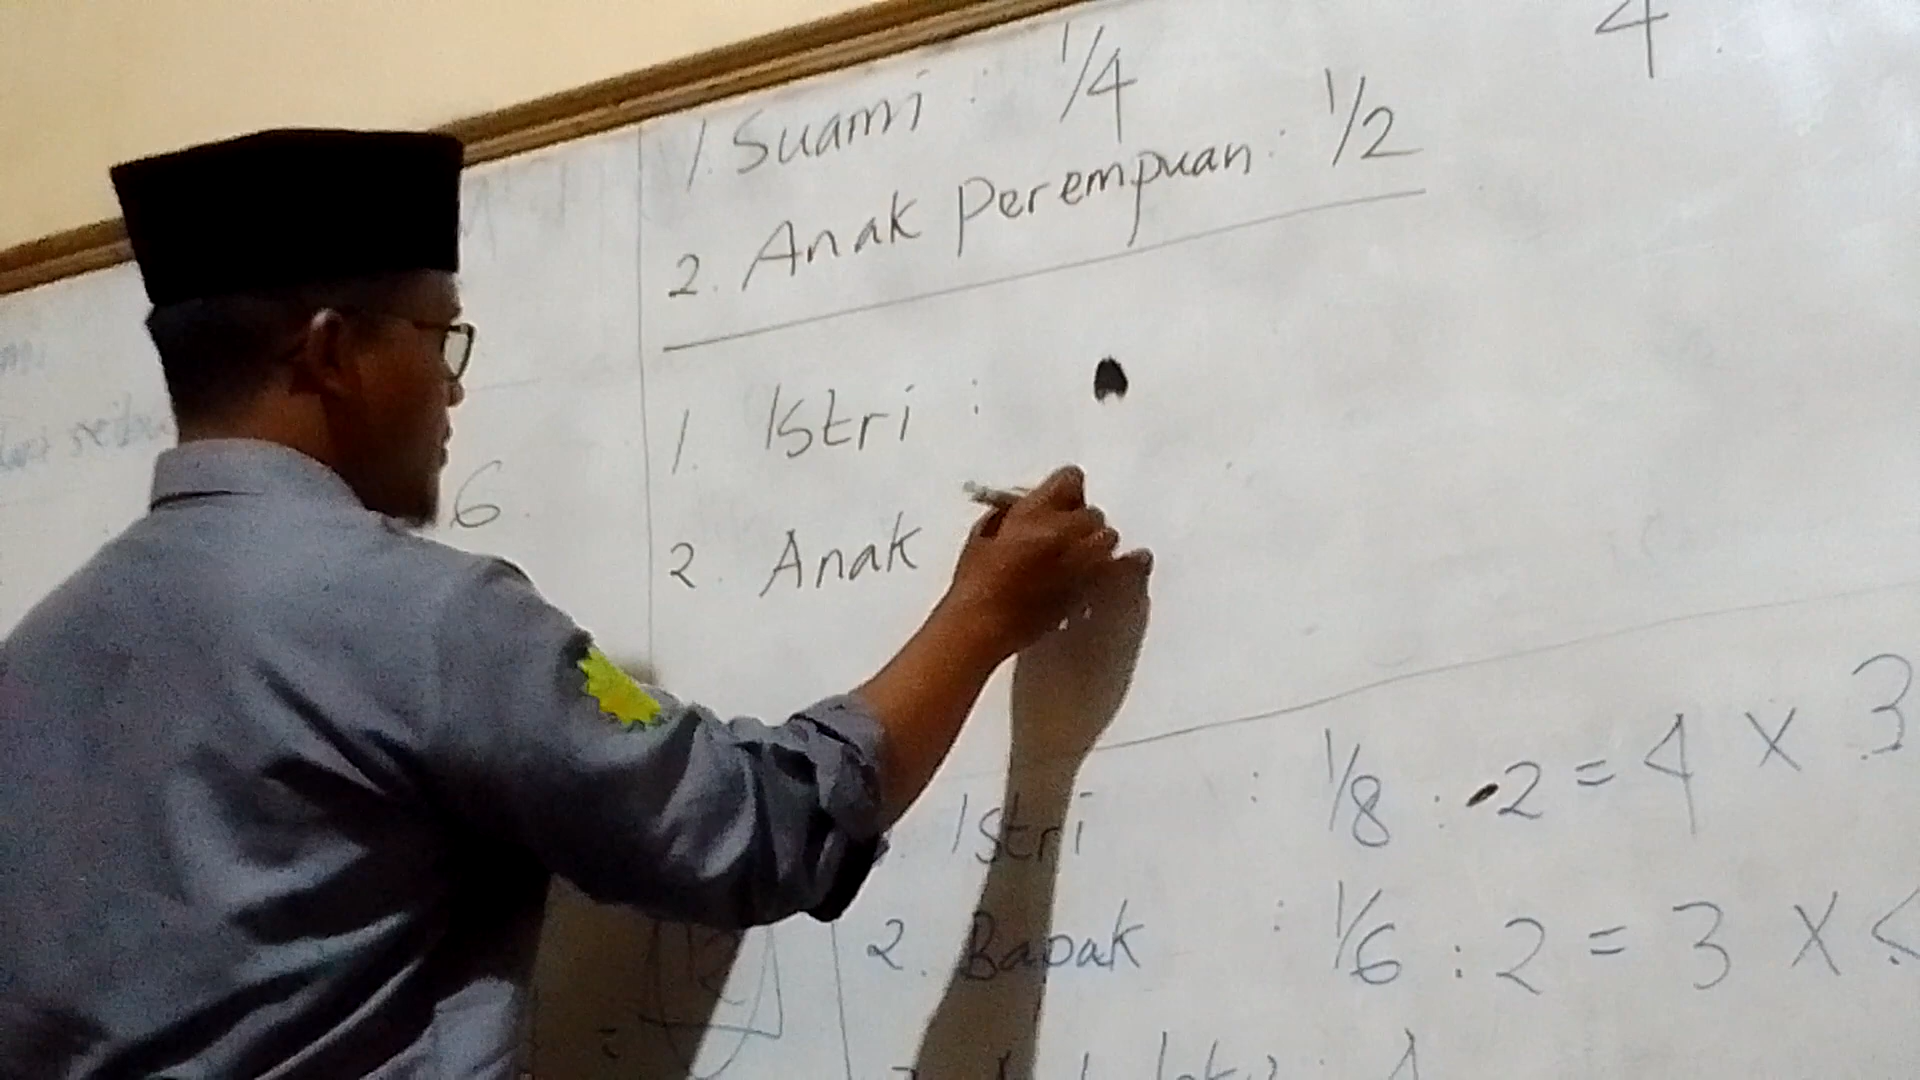 4
1. Suami : 1/4
2. Anak Perempuan : 1/2
1. Istri :
2. Anak
6
Istri : 1/8 : 2 = 4 X 3
2. Bapak : 1/6 : 2 = 3 X